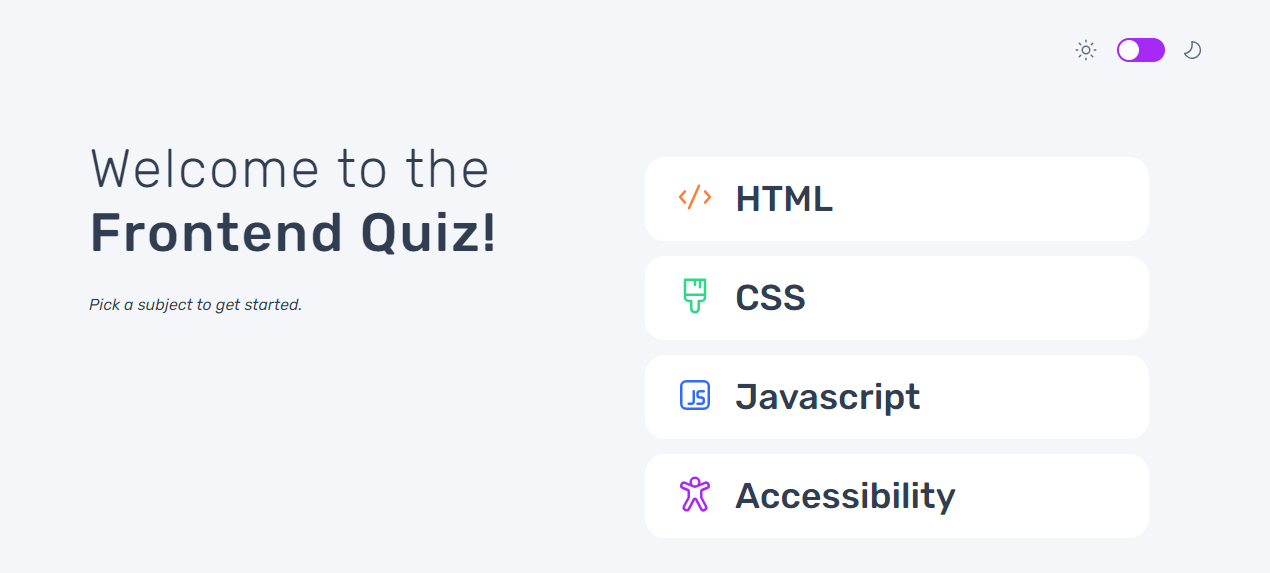 Welcome to the
Frontend Quiz!
Pick a subject to get started.
HTML
CSS
JS Javascript
Accessibility